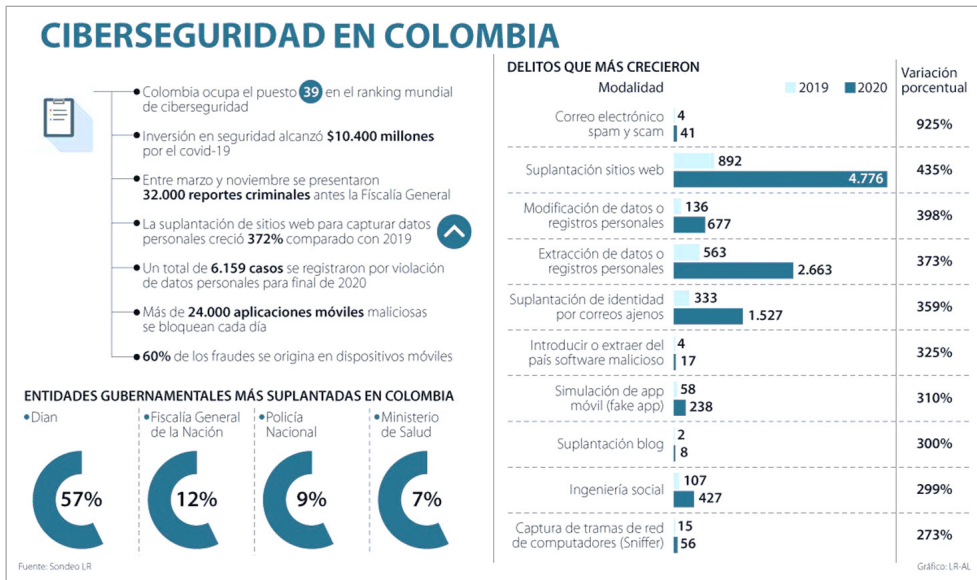 CIBERSEGURIDAD EN COLOMBIA
Colombia ocupa el puesto 39 en el ranking mundial
de ciberseguridad
Inversión en seguridad alcanzó $10.400 millones
por el covid-19
Entre marzo y noviembre se presentaron
32.000 reportes criminales antes la Fiscalía General
La suplantación de sitios web para capturar datos
personales creció 372% comparado con 2019
Un total de 6.159 casos se registraron por violación
de datos personales para final de 2020
Más de 24.000 aplicaciones móviles maliciosas
se bloquean cada día
60% de los fraudes se origina en dispositivos móviles
ENTIDADES GUBERNAMENTALES MÁS SUPLANTADAS EN COLOMBIA
Dian
57%
Fiscalía General
de la Nación
12%
Policía
Nacional
9%
Ministerio
de Salud
7%
Fuente: Sondeo LR
DELITOS QUE MÁS CRECIERON
Modalidad
2019
2020
Variación
porcentual
Correo electrónico
spam y scam
4
41
925%
Suplantación sitios web
892
4.776
435%
Modificación de datos o
registros personales
136
677
398%
Extracción de datos o
registros personales
563
2.663
373%
Suplantación de identidad
por correos ajenos
333
1.527
359%
Introducir o extraer del
país software malicioso
4
17
325%
Simulación de app
móvil (fake app)
58
238
310%
Suplantación blog
2
8
300%
Ingeniería social
107
427
299%
Captura de tramas de red
de computadores (Sniffer)
15
56
273%
Gráfico: LR-AL